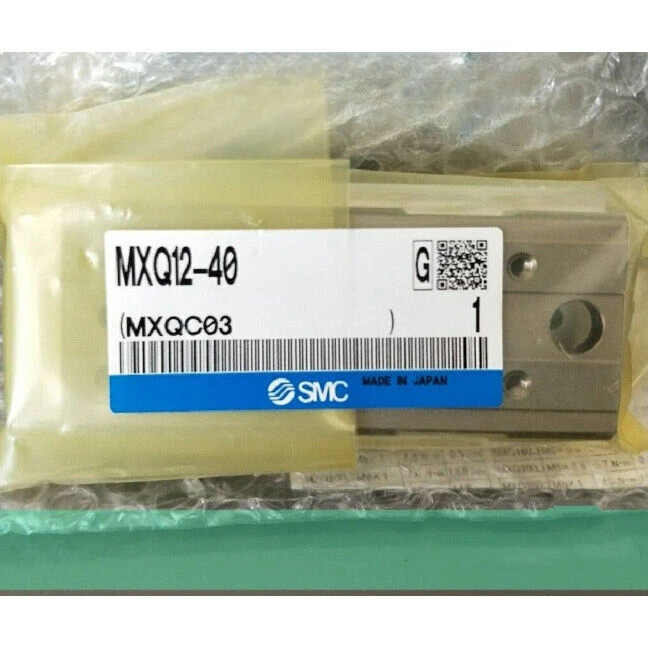 MXQ12-40 G
(MXQC03 ) 1
SMC MADE IN JAPAN